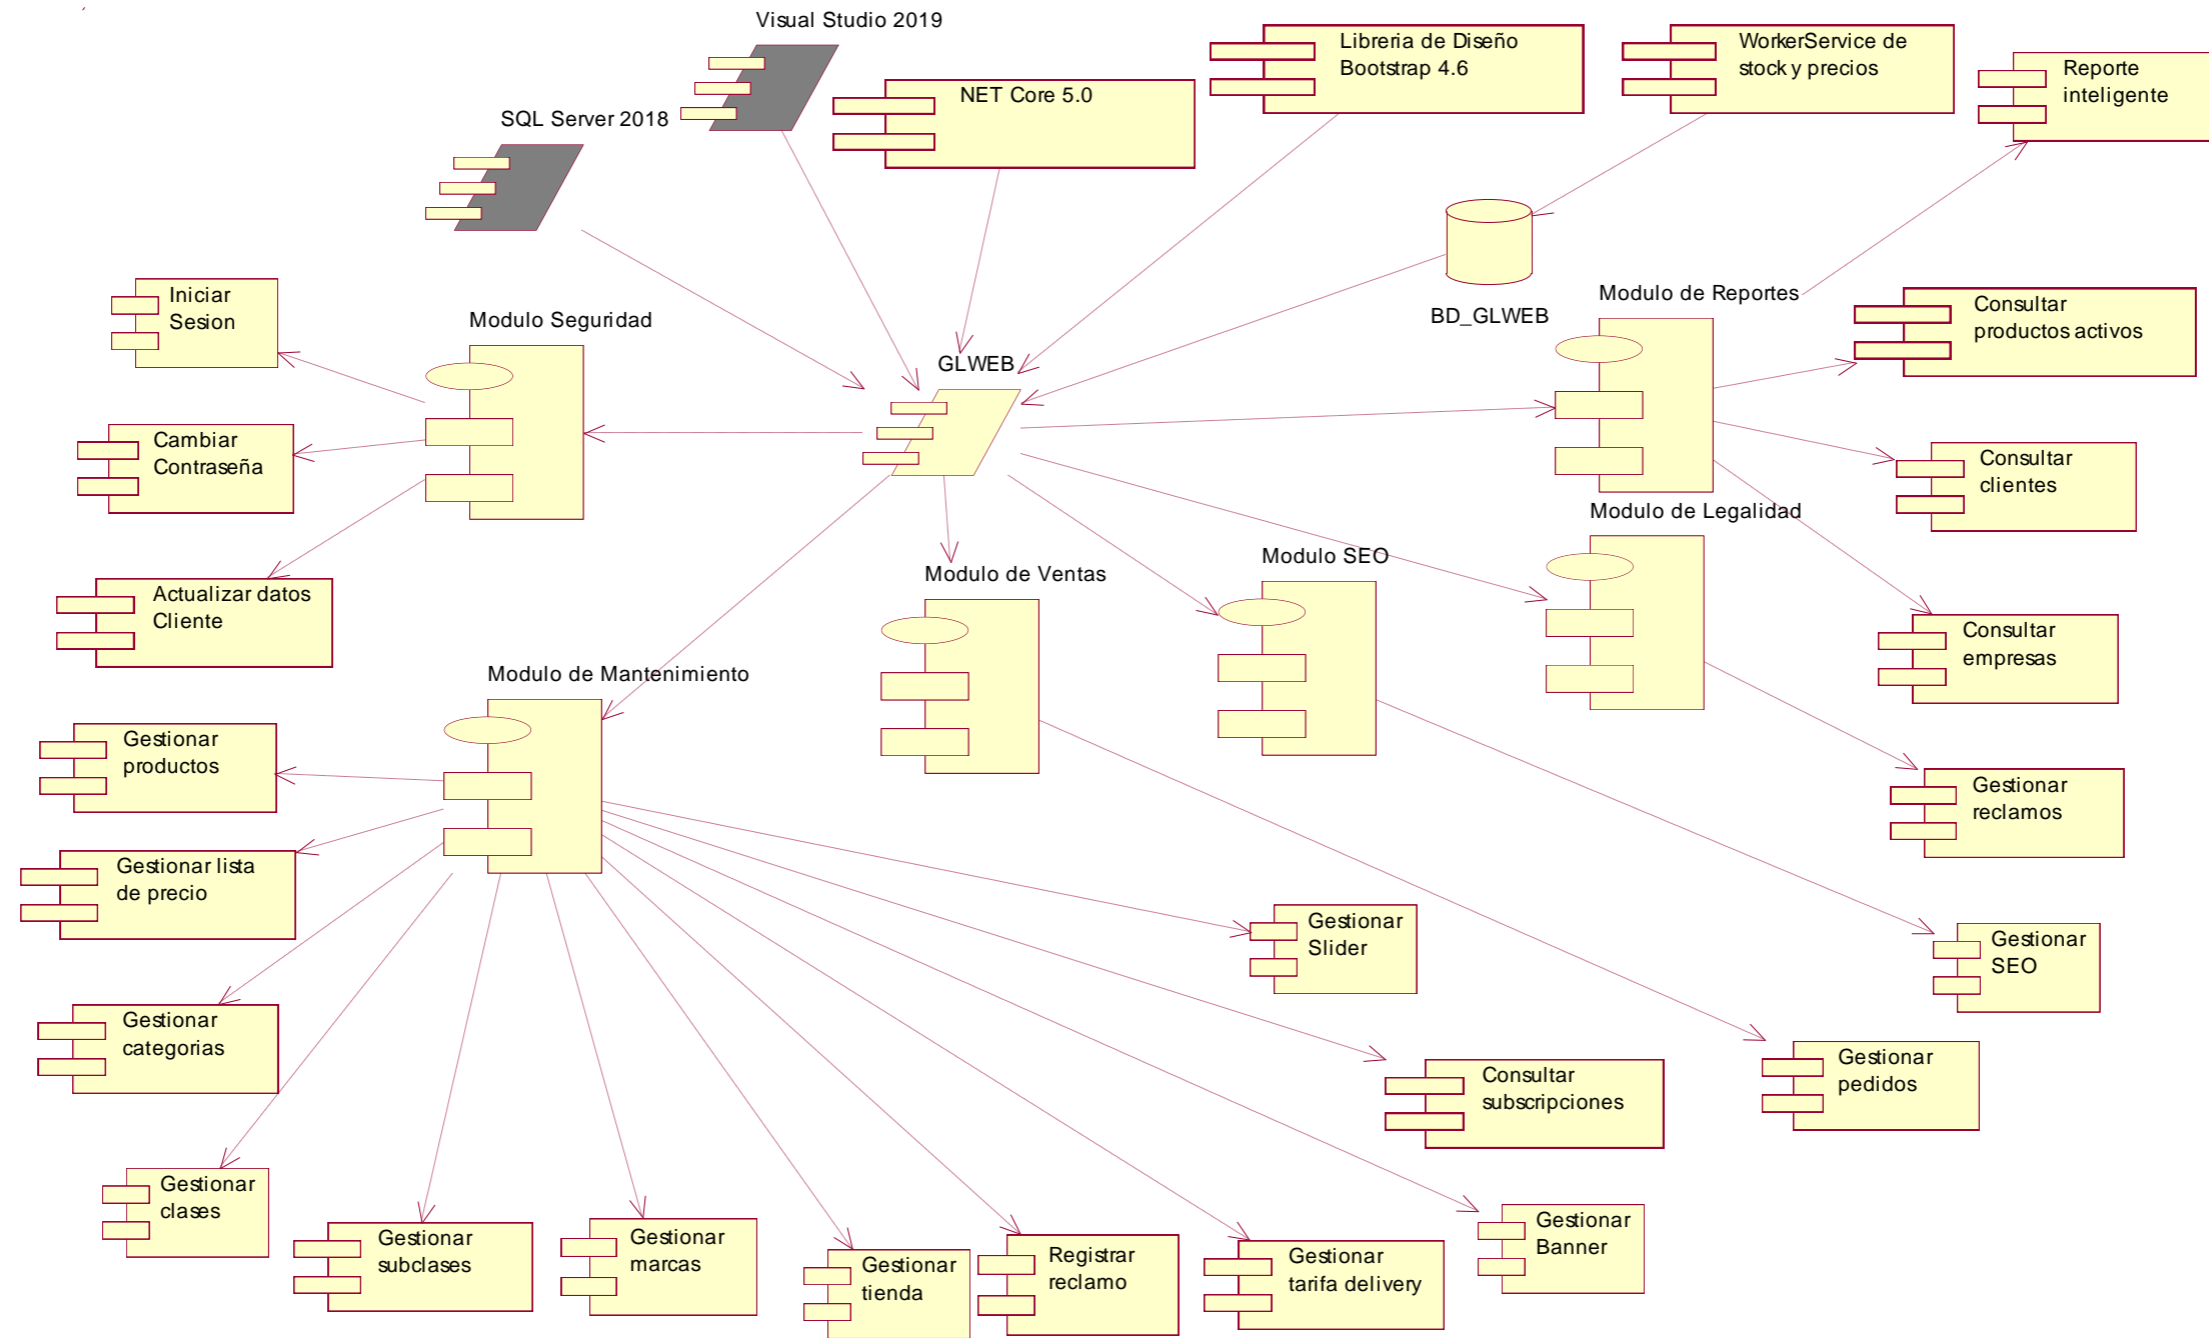 Visual Studio 2019
Libreria de Diseño
Bootstrap 4.6
WorkerService de
stock y precios
Reporte
inteligente
NET Core 5.0
SQL Server 2018
Iniciar
Sesion
Modulo Seguridad
GLWEB
BD_GLWEB
Modulo de Reportes
Consultar
productos activos
Cambiar
Contraseña
Consultar
clientes
Modulo de Legalidad
Modulo SEO
Modulo de Ventas
Actualizar datos
Cliente
Consultar
empresas
Modulo de Mantenimiento
Gestionar
productos
Gestionar
reclamos
Gestionar lista
de precio
Gestionar
Slider
Gestionar
SEO
Gestionar
categorias
Gestionar
pedidos
Consultar
subscripciones
Gestionar
clases
Gestionar
subclases
Gestionar
marcas
Gestionar
tienda
Registrar
reclamo
Gestionar
tarifa delivery
Gestionar
Banner